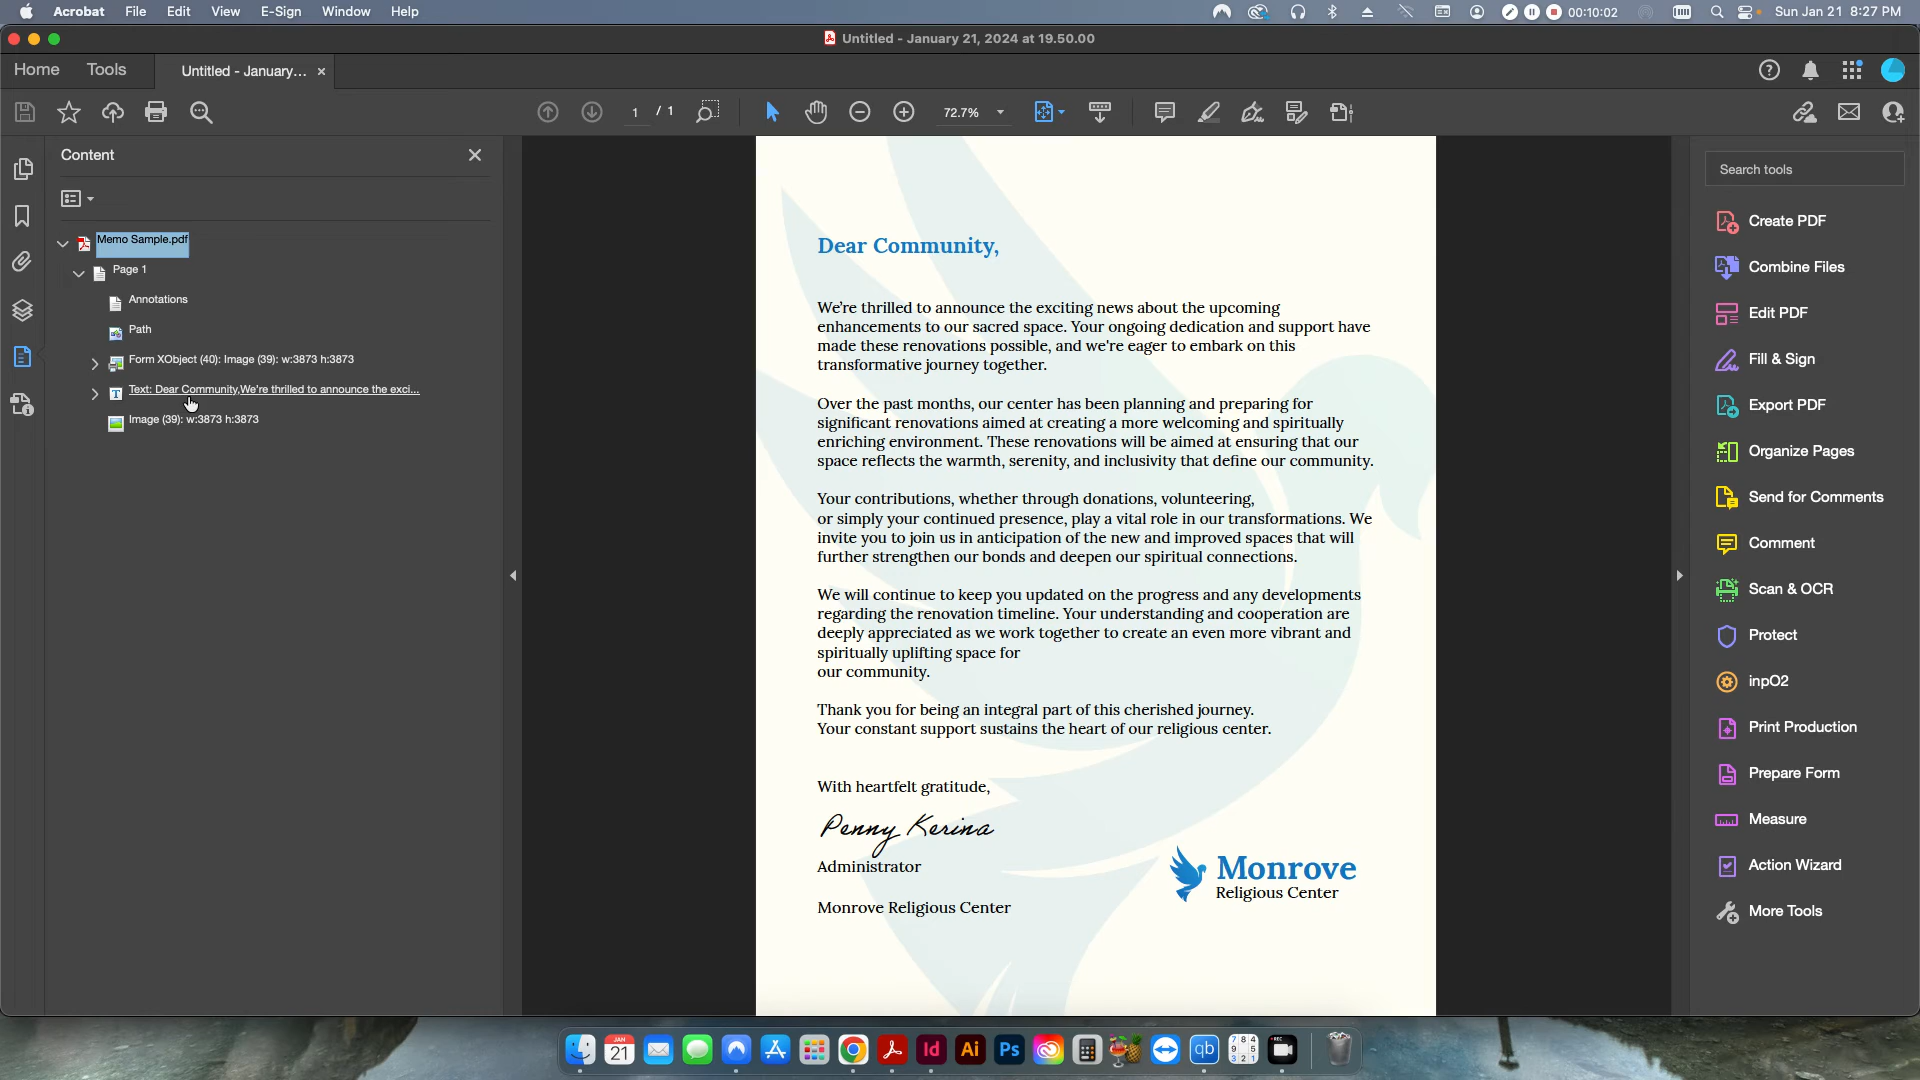 Acrobat File Edit View E-Sign Window Help 00:10:02 Sun Jan 21 8:27 PM
Untitled - January 21, 2024 at 19.50.00
Home Tools Untitled - January... ×
1 / 1 72.7%
Content
Memo Sample.pdf
Page 1
Annotations
Path
Form XObject (40): Image (39): w:3873 h:3873
Text: Dear Community,We're thrilled to announce the exci...
Image (39): w:3873 h:3873
Dear Community,
We're thrilled to announce the exciting news about the upcoming
enhancements to our sacred space. Your ongoing dedication and support have
made these renovations possible, and we're eager to embark on this
transformative journey together.
Over the past months, our center has been planning and preparing for
significant renovations aimed at creating a more welcoming and spiritually
enriching environment. These renovations will be aimed at ensuring that our
space reflects the warmth, serenity, and inclusivity that define our community.
Your contributions, whether through donations, volunteering,
or simply your continued presence, play a vital role in our transformations. We
invite you to join us in anticipation of the new and improved spaces that will
further strengthen our bonds and deepen our spiritual connections.
We will continue to keep you updated on the progress and any developments
regarding the renovation timeline. Your understanding and cooperation are
deeply appreciated as we work together to create an even more vibrant and
spiritually uplifting space for
our community.
Thank you for being an integral part of this cherished journey.
Your constant support sustains the heart of our religious center.
With heartfelt gratitude,
Penny Kerina
Administrator
Monrove Religious Center
Monrove
Religious Center
Search tools
Create PDF
Combine Files
Edit PDF
Fill & Sign
Export PDF
Organize Pages
Send for Comments
Comment
Scan & OCR
Protect
inpO2
Print Production
Prepare Form
Measure
Action Wizard
More Tools
JAN
21
Id Ai Ps qb